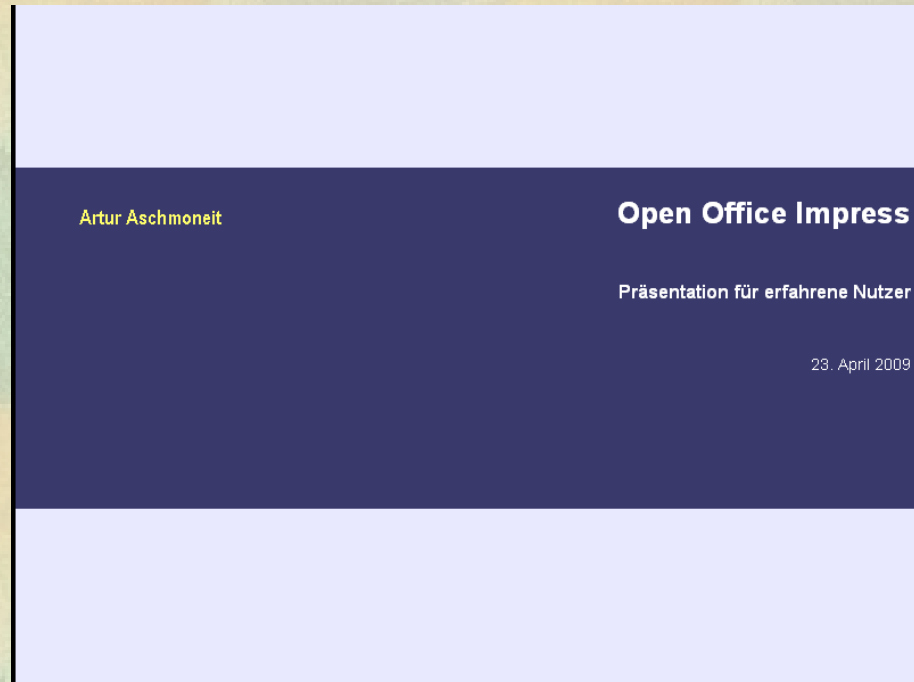 Artur Aschmoneit
Open Office Impress
Präsentation für erfahrene Nutzer
23. April 2009